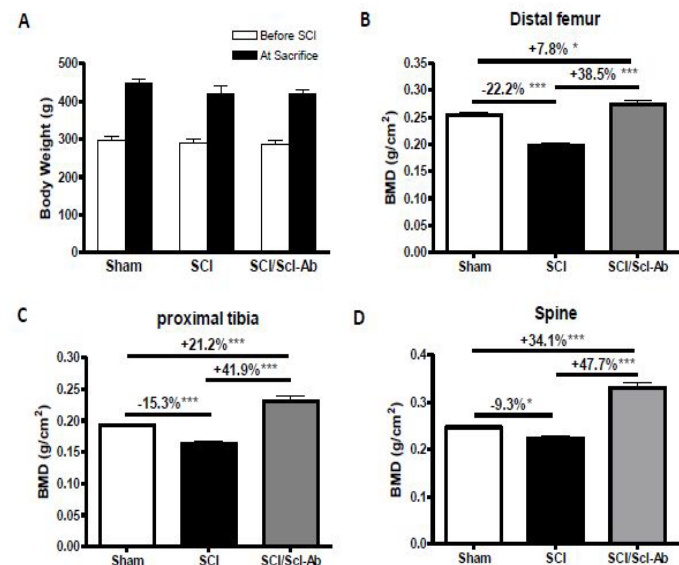 A
Before SCI
At Sacrifice
500
400
300
200
100
0
Body Weight (g)
Sham SCI SCI/Scl-Ab
B
Distal femur
+7.8% *
-22.2% ***
+38.5% ***
0.35
0.30
0.25
0.20
0.15
0.10
0.05
0.00
BMD (g/cm²)
Sham SCI SCI/Scl-Ab
C
proximal tibia
+21.2%***
+41.9%***
-15.3%***
0.30
0.25
0.20
0.15
0.10
0.05
0.00
BMD (g/cm²)
Sham SCI SCI/Scl-Ab
D
Spine
+34.1%***
+47.7%***
-9.3%*
0.4
0.3
0.2
0.1
0.0
BMD (g/cm²)
Sham SCI SCI/Scl-Ab